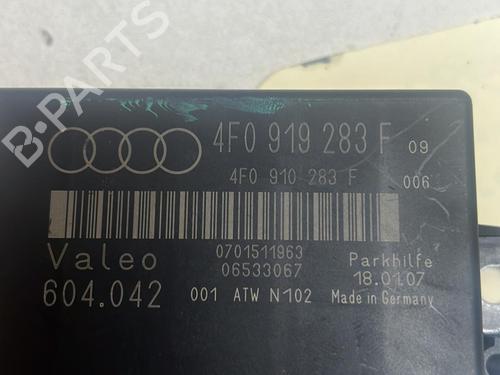 B-PARTS
4F0 919 283 F 09
4F0 910 283 F 006
Valeo 0701511963 Parkhilfe
06533067 18.01.07
604.042 001 ATW N102 Made in Germany